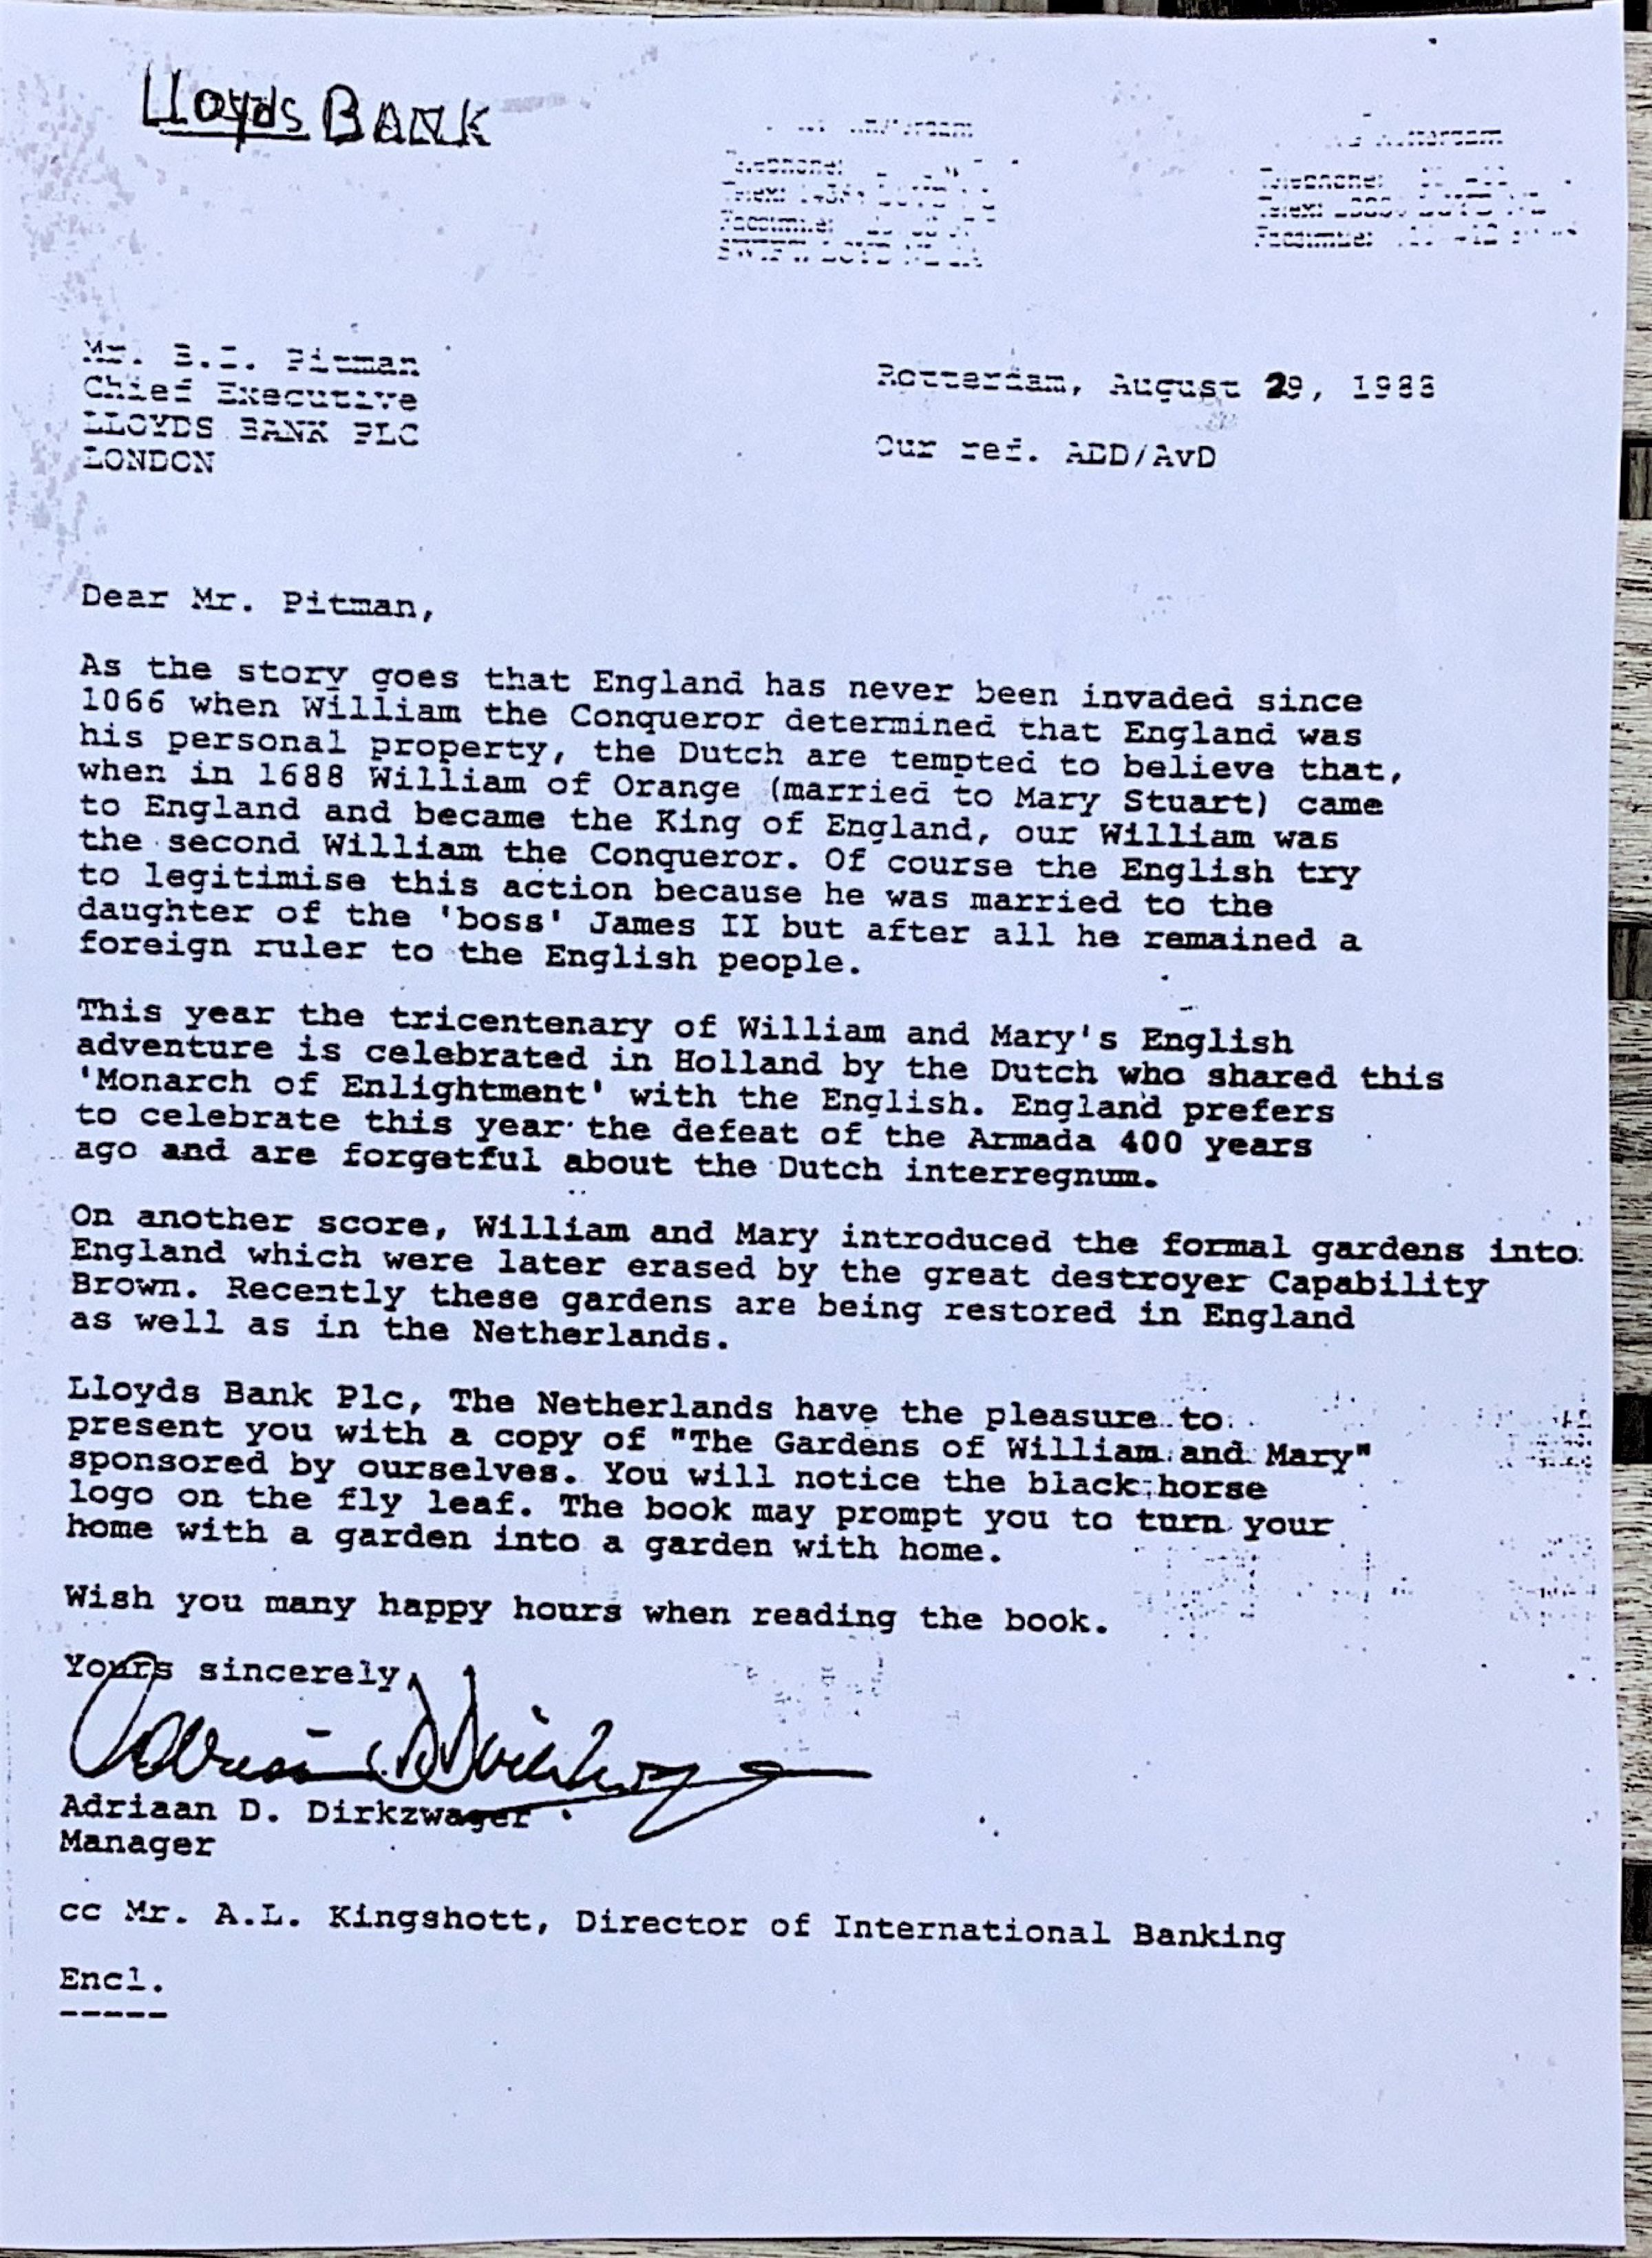 Lloyds BANK
Telephone:
Telex:
Facsimile:
Telephone:
Telex:
Facsimile:
Mr. B.I. Pitman
Chief Executive
LLOYDS BANK PLC
LONDON
Rotterdam, August 29, 1988
Our ref. ADD/AvD
Dear Mr. Pitman,
As the story goes that England has never been invaded since
1066 when William the Conqueror determined that England was
his personal property, the Dutch are tempted to believe that,
when in 1688 William of Orange (married to Mary Stuart) came
to England and became the King of England, our William was
the second William the Conqueror. Of course the English try
to legitimise this action because he was married to the
daughter of the 'boss' James II but after all he remained a
foreign ruler to the English people.
This year the tricentenary of William and Mary's English
adventure is celebrated in Holland by the Dutch who shared this
'Monarch of Enlightment' with the English. England prefers
to celebrate this year the defeat of the Armada 400 years
ago and are forgetful about the Dutch interregnum.
On another score, William and Mary introduced the formal gardens into
England which were later erased by the great destroyer Capability
Brown. Recently these gardens are being restored in England
as well as in the Netherlands.
Lloyds Bank Plc, The Netherlands have the pleasure to
present you with a copy of "The Gardens of William and Mary"
sponsored by ourselves. You will notice the black horse
logo on the fly leaf. The book may prompt you to turn your
home with a garden into a garden with home.
Wish you many happy hours when reading the book.
Yours sincerely,
Adriaan D. Dirkzwager
Manager
cc Mr. A.L. Kingshott, Director of International Banking
Encl.
-----